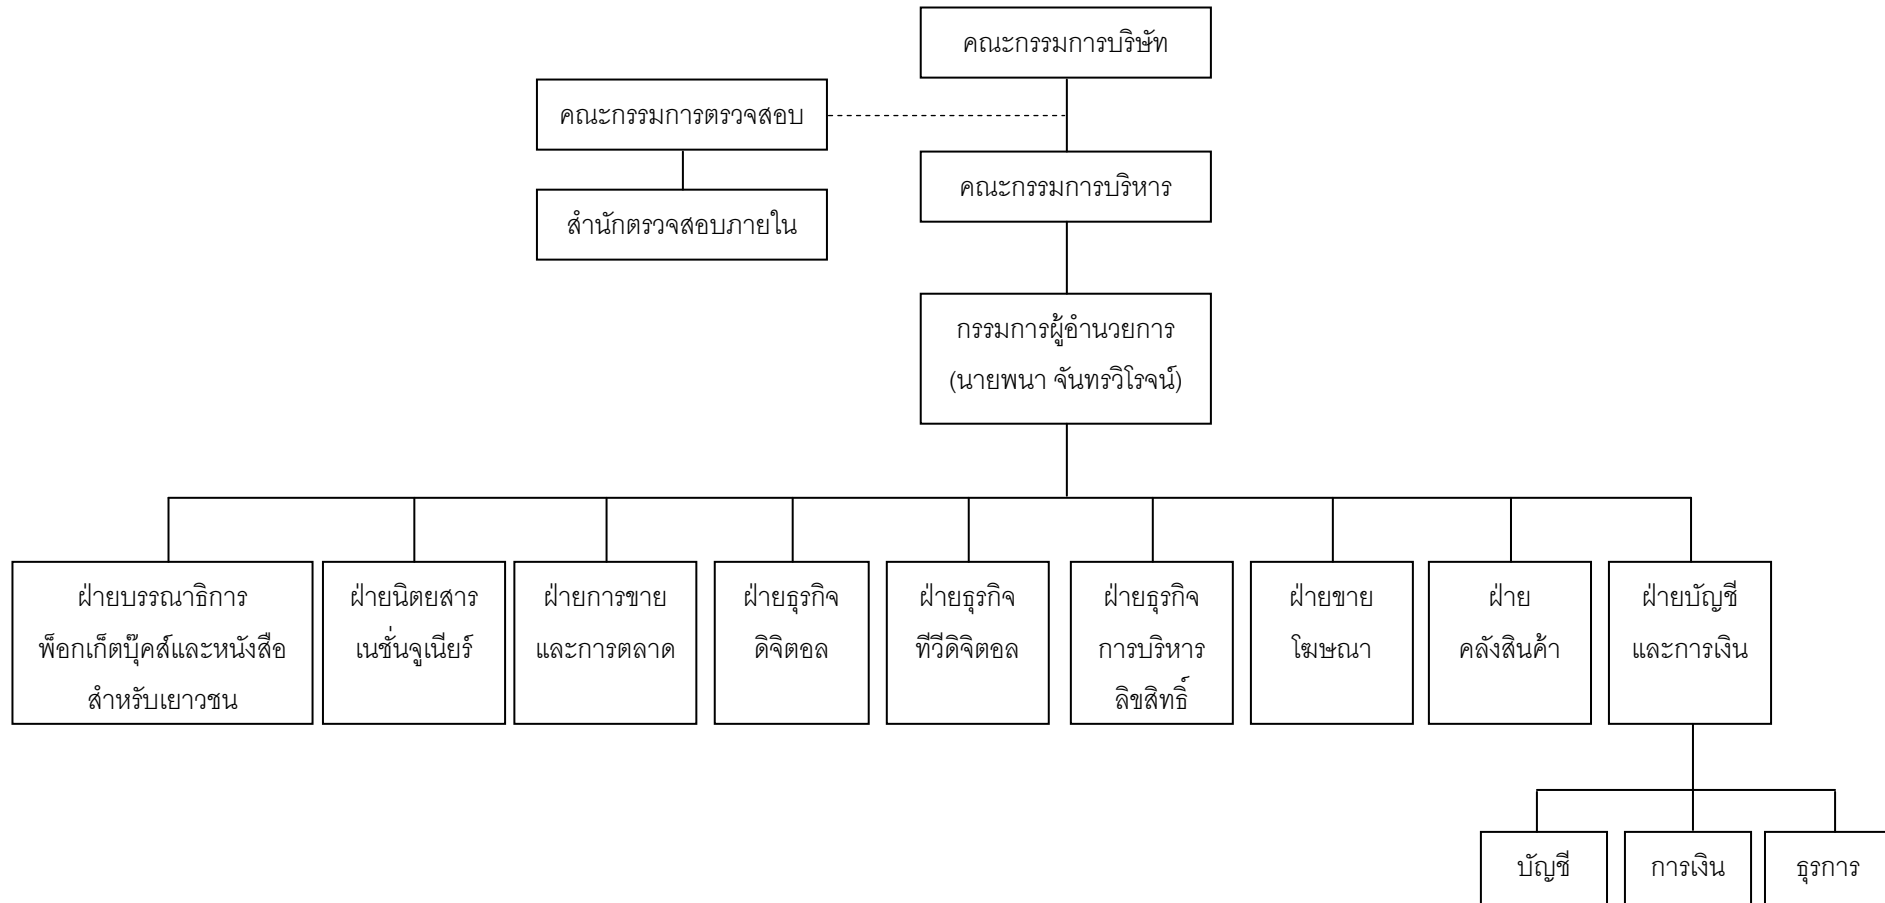 คณะกรรมการบริษัท
คณะกรรมการตรวจสอบ
คณะกรรมการบริหาร
สำนักตรวจสอบภายใน
กรรมการผู้อำนวยการ
(นายพนา จันทรวิโรจน์)
ฝ่ายบรรณาธิการ
พ็อกเก็ตบุ๊คส์และหนังสือ
สำหรับเยาวชน
ฝ่ายนิตยสาร
เนชั่นจูเนียร์
ฝ่ายการขาย
และการตลาด
ฝ่ายธุรกิจ
ดิจิตอล
ฝ่ายธุรกิจ
ทีวีดิจิตอล
ฝ่ายธุรกิจ
การบริหาร
ลิขสิทธิ์
ฝ่ายขาย
โฆษณา
ฝ่าย
คลังสินค้า
ฝ่ายบัญชี
และการเงิน
บัญชี
การเงิน
ธุรการ